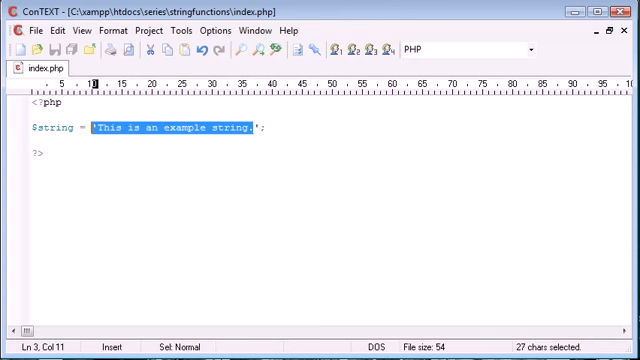 ConTEXT - [C:\xampp\htdocs\series\stringfunctions\index.php]
File Edit View Format Project Tools Options Window Help
PHP
index.php
5 10 15 20 25 30 35 40 45 50 55 60 65 70 75 80 85 90 95 10
<?php
$string = 'This is an example string.';
?>
Ln 3, Col 11 Insert Sel: Normal DOS File size: 54 27 chars selected.